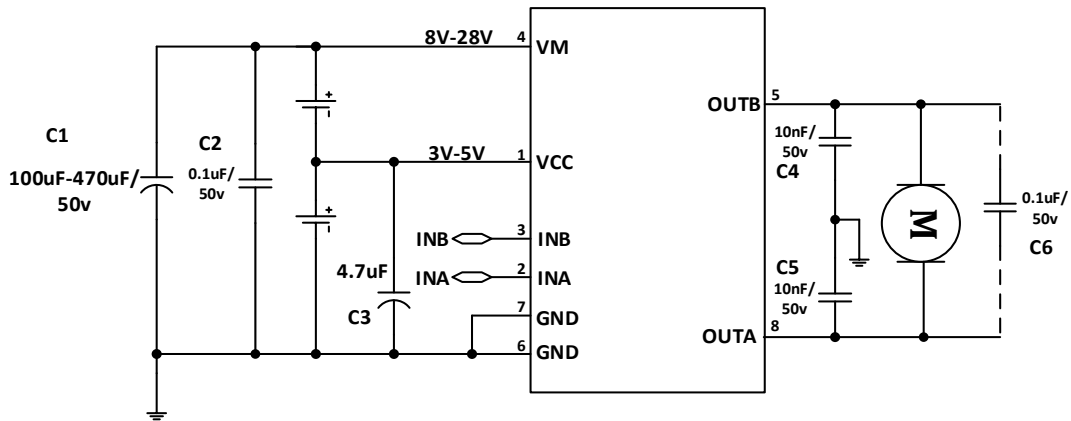 8V-28V
4
VM
C1
100uF-470uF/
50v
C2
0.1uF/
50v
+
-
3V-5V
1
VCC
+
-
INB
3
INB
INA
2
INA
4.7uF
C3
7
GND
6
GND
OUTB
5
10nF/
50v
C4
M
0.1uF/
50v
C6
C5
10nF/
50v
OUTA
8